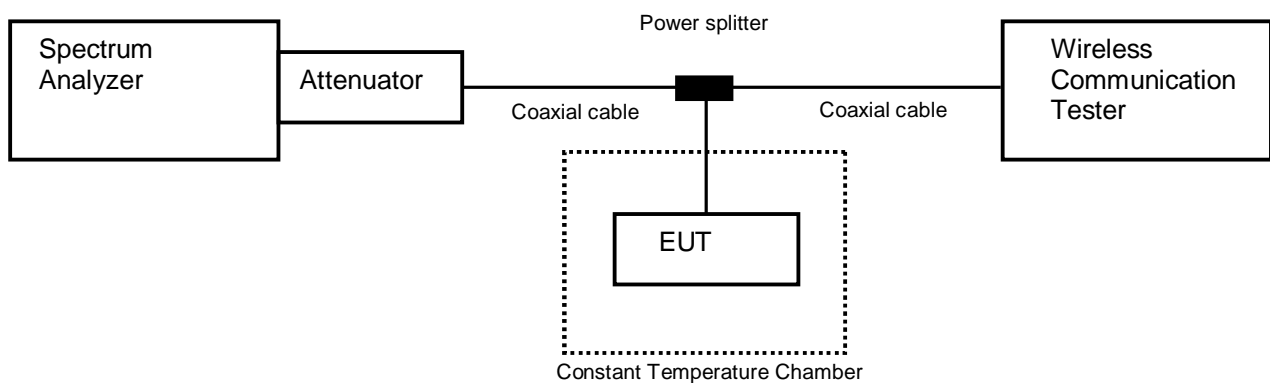 Power splitter
Spectrum
Analyzer
Attenuator
Wireless
Communication
Tester
Coaxial cable
Coaxial cable
EUT
Constant Temperature Chamber